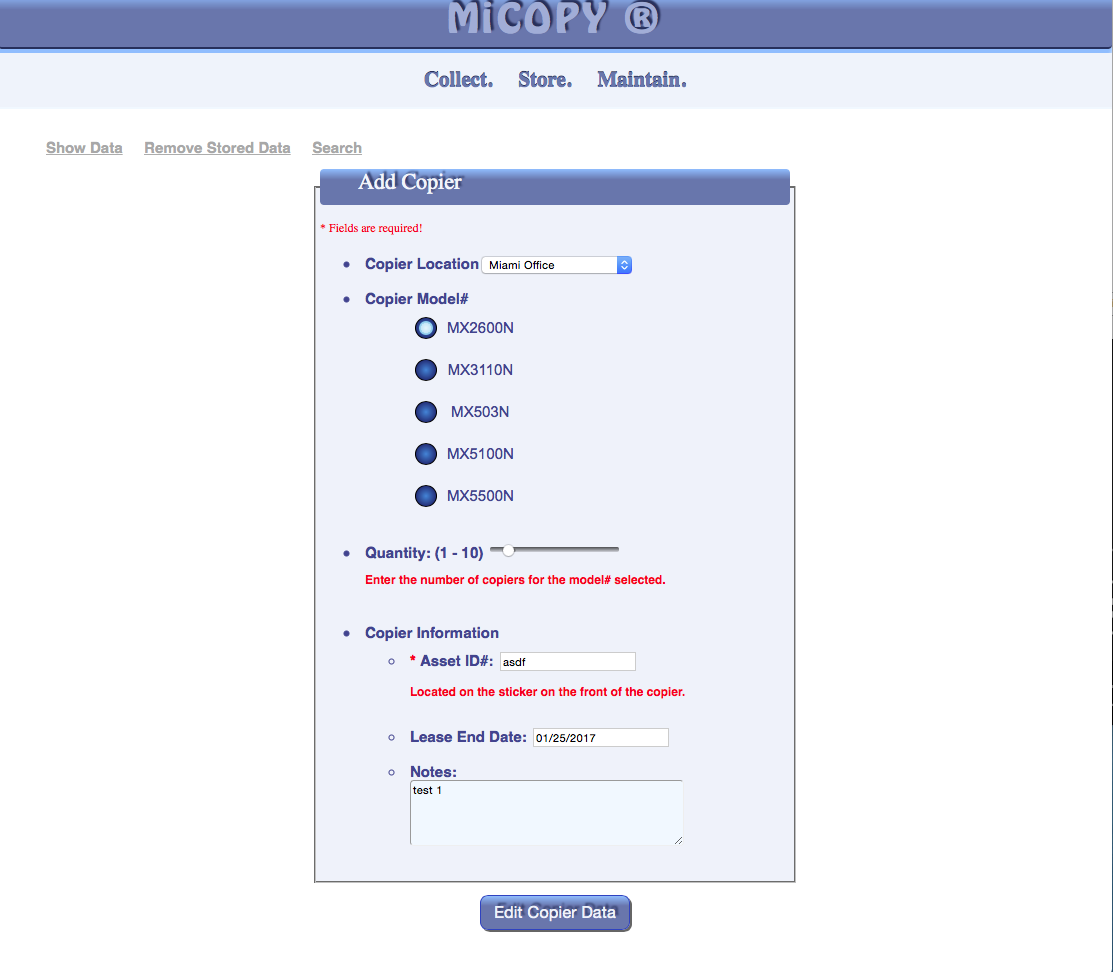 MiCOPY ®
Collect. Store. Maintain.
Show Data Remove Stored Data Search
Add Copier
* Fields are required!
Copier Location Miami Office
Copier Model#
MX2600N
MX3110N
MX503N
MX5100N
MX5500N
Quantity: (1 - 10)
Enter the number of copiers for the model# selected.
Copier Information
* Asset ID#: asdf
Located on the sticker on the front of the copier.
Lease End Date: 01/25/2017
Notes:
test 1
Edit Copier Data